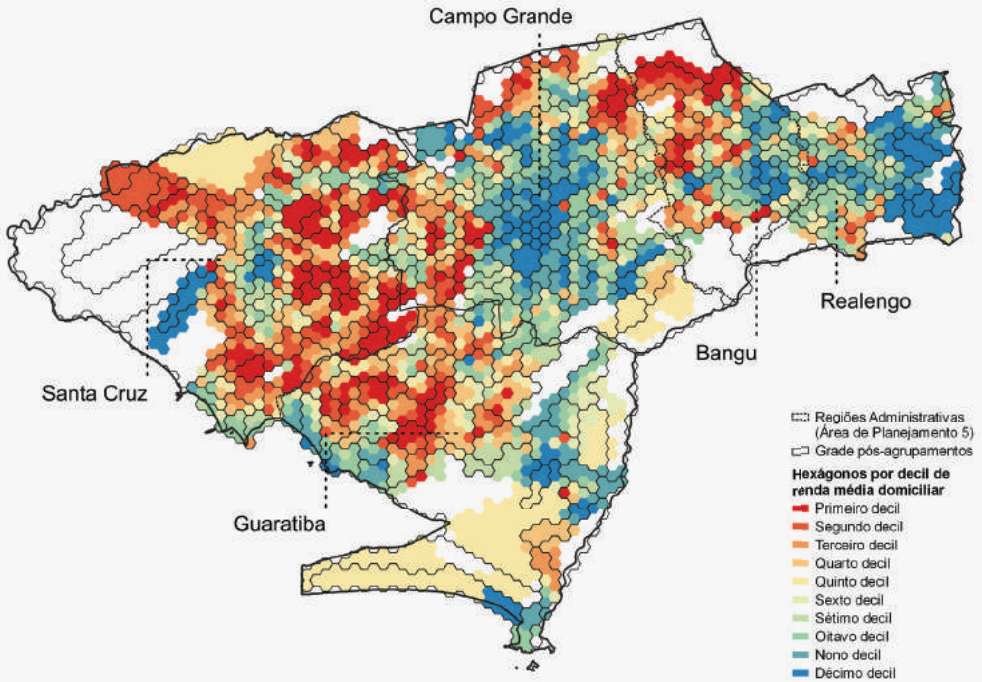 Campo Grande
Realengo
Bangu
Santa Cruz
Guaratiba
Regiões Administrativas
(Área de Planejamento 5)
Grade pós-agrupamentos
Hexágonos por decil de
renda média domiciliar
Primeiro decil
Segundo decil
Terceiro decil
Quarto decil
Quinto decil
Sexto decil
Sétimo decil
Oitavo decil
Nono decil
Décimo decil